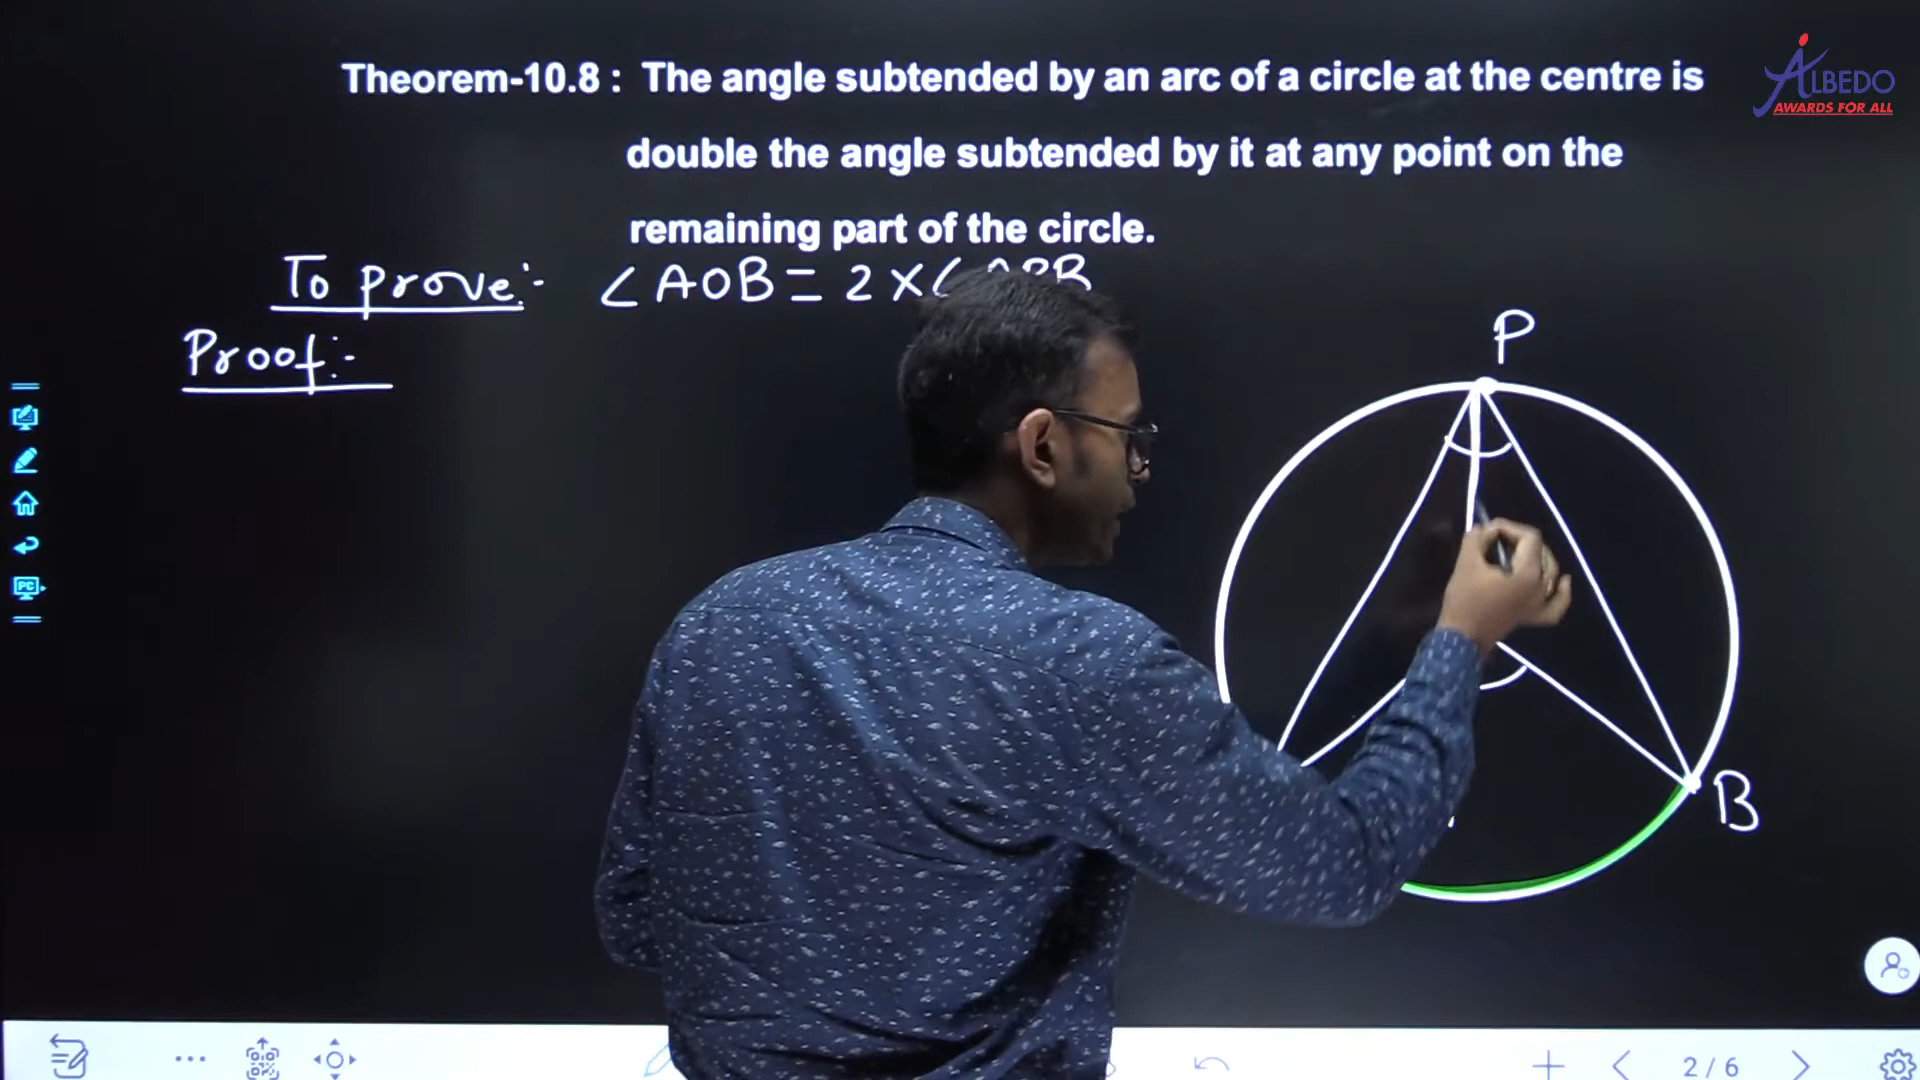 Theorem-10.8 : The angle subtended by an arc of a circle at the centre is
double the angle subtended by it at any point on the
remaining part of the circle.
To prove:- ∠AOB = 2×∠APB
Proof:-
P
B
ALBEDO
AWARDS FOR ALL
PC
2 / 6